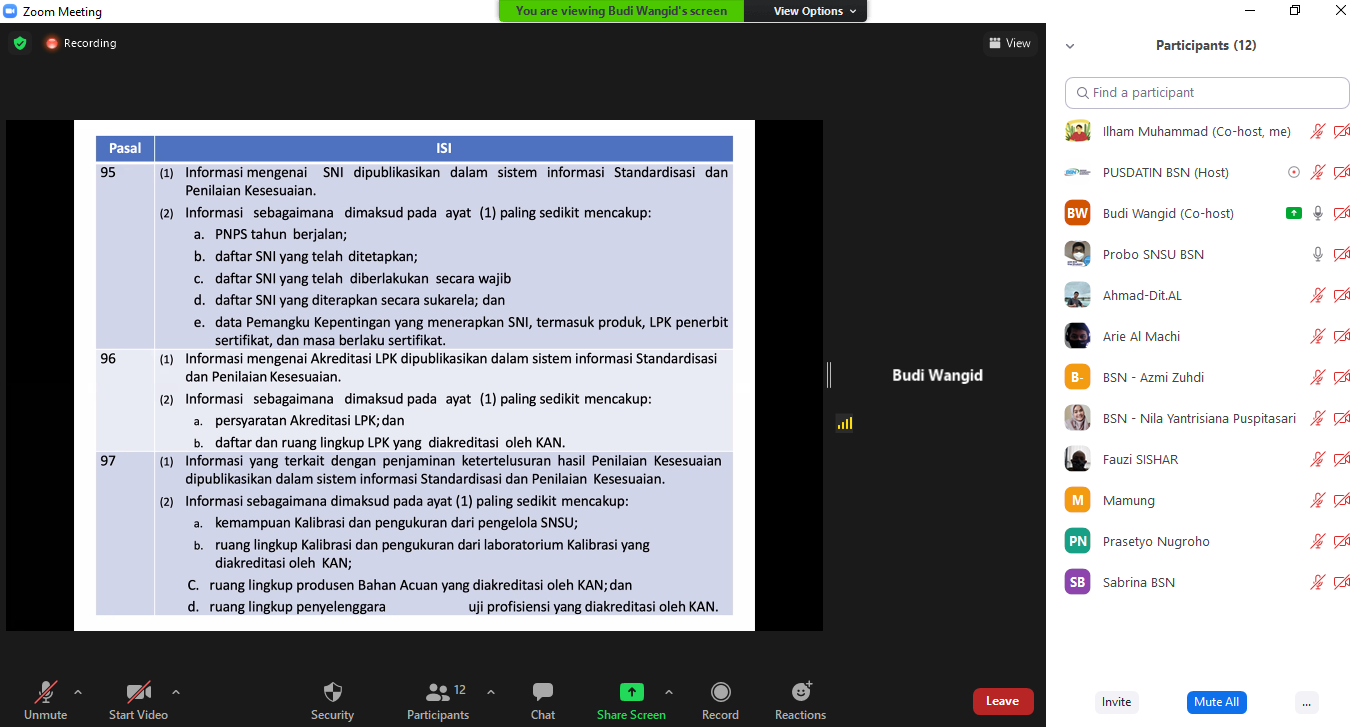 Zoom Meeting
You are viewing Budi Wangid's screen
View Options
Recording
View
Pasal ISI
95 (1) Informasi mengenai SNI dipublikasikan dalam sistem informasi Standardisasi dan
Penilaian Kesesuaian.
(2) Informasi sebagaimana dimaksud pada ayat (1) paling sedikit mencakup:
a. PNPS tahun berjalan;
b. daftar SNI yang telah ditetapkan;
c. daftar SNI yang telah diberlakukan secara wajib
d. daftar SNI yang diterapkan secara sukarela; dan
e. data Pemangku Kepentingan yang menerapkan SNI, termasuk produk, LPK penerbit
sertifikat, dan masa berlaku sertifikat.
96 (1) Informasi mengenai Akreditasi LPK dipublikasikan dalam sistem informasi Standardisasi
dan Penilaian Kesesuaian.
(2) Informasi sebagaimana dimaksud pada ayat (1) paling sedikit mencakup:
a. persyaratan Akreditasi LPK; dan
b. daftar dan ruang lingkup LPK yang diakreditasi oleh KAN.
97 (1) Informasi yang terkait dengan penjaminan ketertelusuran hasil Penilaian Kesesuaian
dipublikasikan dalam sistem informasi Standardisasi dan Penilaian Kesesuaian.
(2) Informasi sebagaimana dimaksud pada ayat (1) paling sedikit mencakup:
a. kemampuan Kalibrasi dan pengukuran dari pengelola SNSU;
b. ruang lingkup Kalibrasi dan pengukuran dari laboratorium Kalibrasi yang
diakreditasi oleh KAN;
C. ruang lingkup produsen Bahan Acuan yang diakreditasi oleh KAN; dan
d. ruang lingkup penyelenggara uji profisiensi yang diakreditasi oleh KAN.
Budi Wangid
Participants (12)
Find a participant
Ilham Muhammad (Co-host, me)
PUSDATIN BSN (Host)
BW Budi Wangid (Co-host)
Probo SNSU BSN
Ahmad-Dit.AL
Arie Al Machi
B- BSN - Azmi Zuhdi
BSN - Nila Yantrisiana Puspitasari
Fauzi SISHAR
M Mamung
PN Prasetyo Nugroho
SB Sabrina BSN
Unmute
Start Video
Security
Participants 12
Chat
Share Screen
Record
Reactions
Leave
Invite
Mute All
...